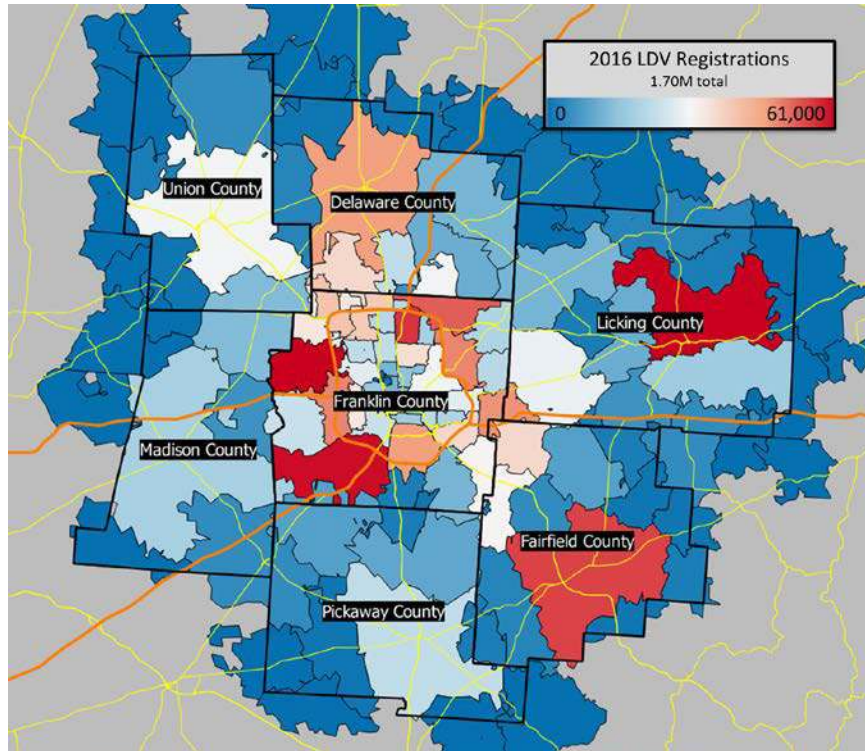 2016 LDV Registrations
1.70M total
0 61,000
Union County
Delaware County
Licking County
Franklin County
Madison County
Fairfield County
Pickaway County